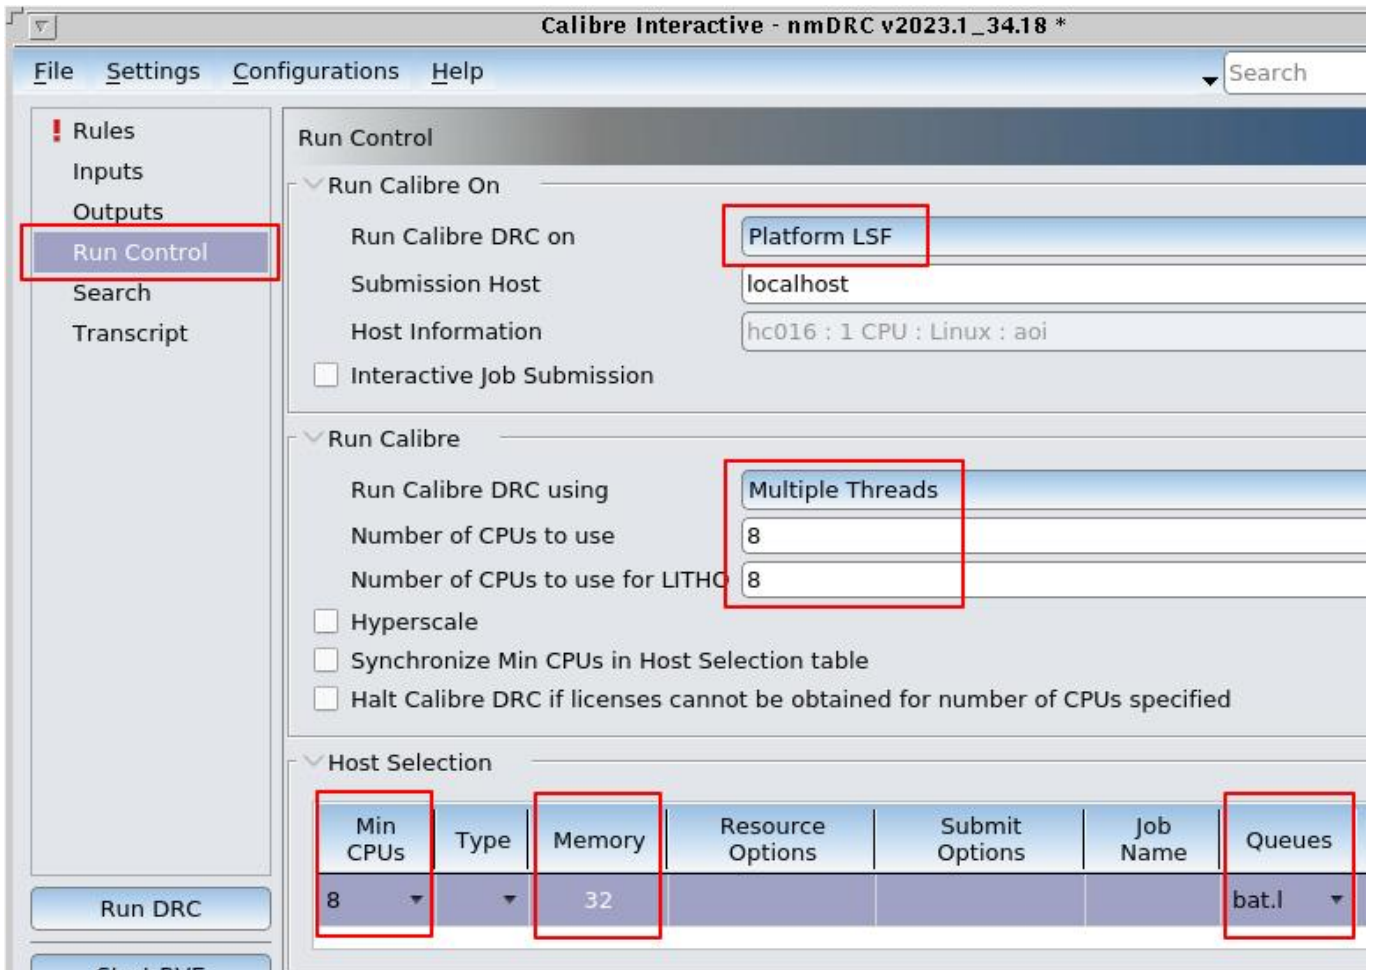 Calibre Interactive - nmDRC v2023.1_34.18 *
File Settings Configurations Help
Search
! Rules
Inputs
Outputs
Run Control
Search
Transcript
Run DRC
Run Control
Run Calibre On
Run Calibre DRC on Platform LSF
Submission Host localhost
Host Information hc016 : 1 CPU : Linux : aoi
Interactive Job Submission
Run Calibre
Run Calibre DRC using Multiple Threads
Number of CPUs to use 8
Number of CPUs to use for LITHO 8
Hyperscale
Synchronize Min CPUs in Host Selection table
Halt Calibre DRC if licenses cannot be obtained for number of CPUs specified
Host Selection
Min CPUs Type Memory Resource Options Submit Options Job Name Queues
8 32 bat.l